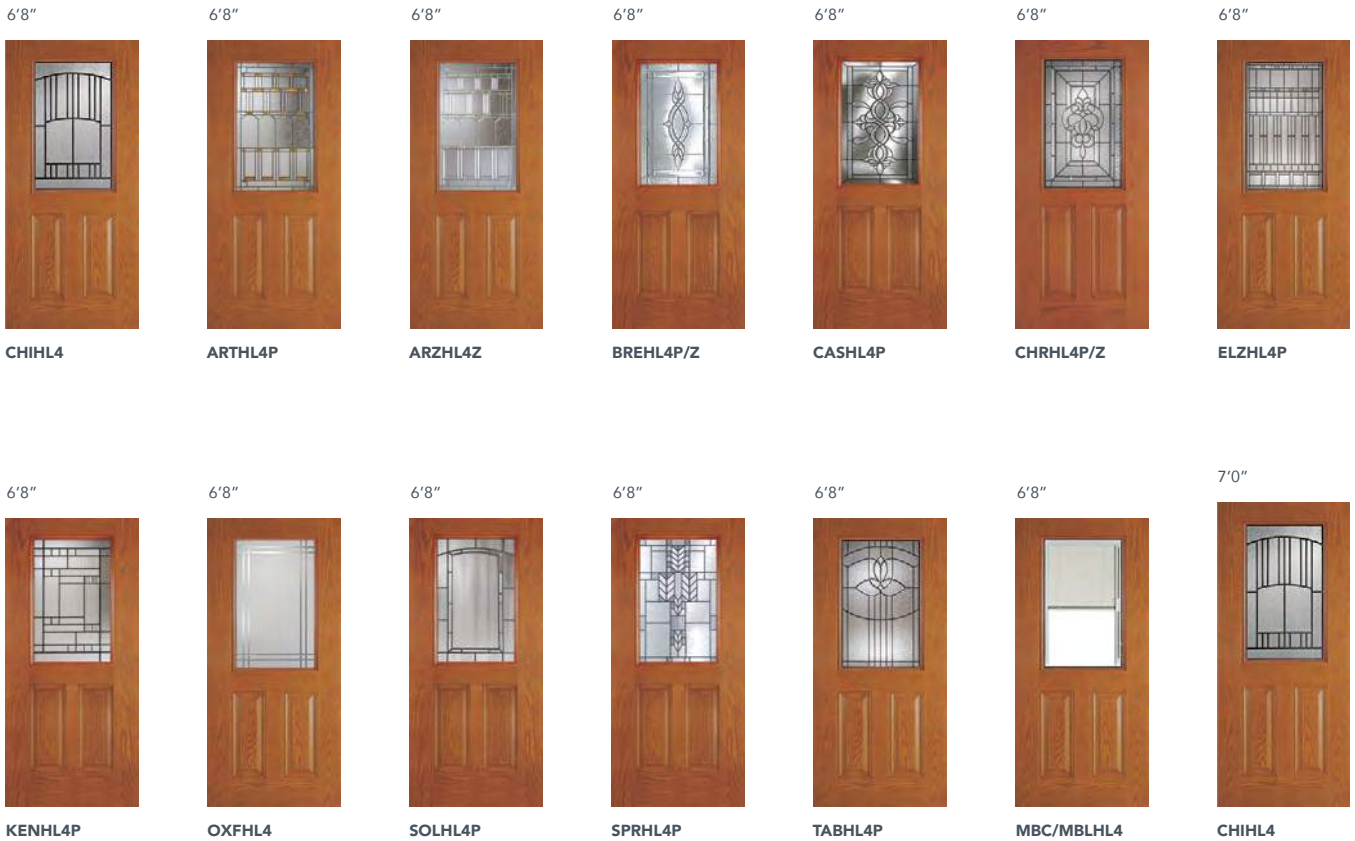 6’8”
6’8”
6’8”
6’8”
6’8”
6’8”
6’8”
CHIHL4
ARTHL4P
ARZHL4Z
BREHL4P/Z
CASHL4P
CHRHL4P/Z
ELZHL4P
6’8”
6’8”
6’8”
6’8”
6’8”
6’8”
7’0”
KENHL4P
OXFHL4
SOLHL4P
SPRHL4P
TABHL4P
MBC/MBLHL4
CHIHL4